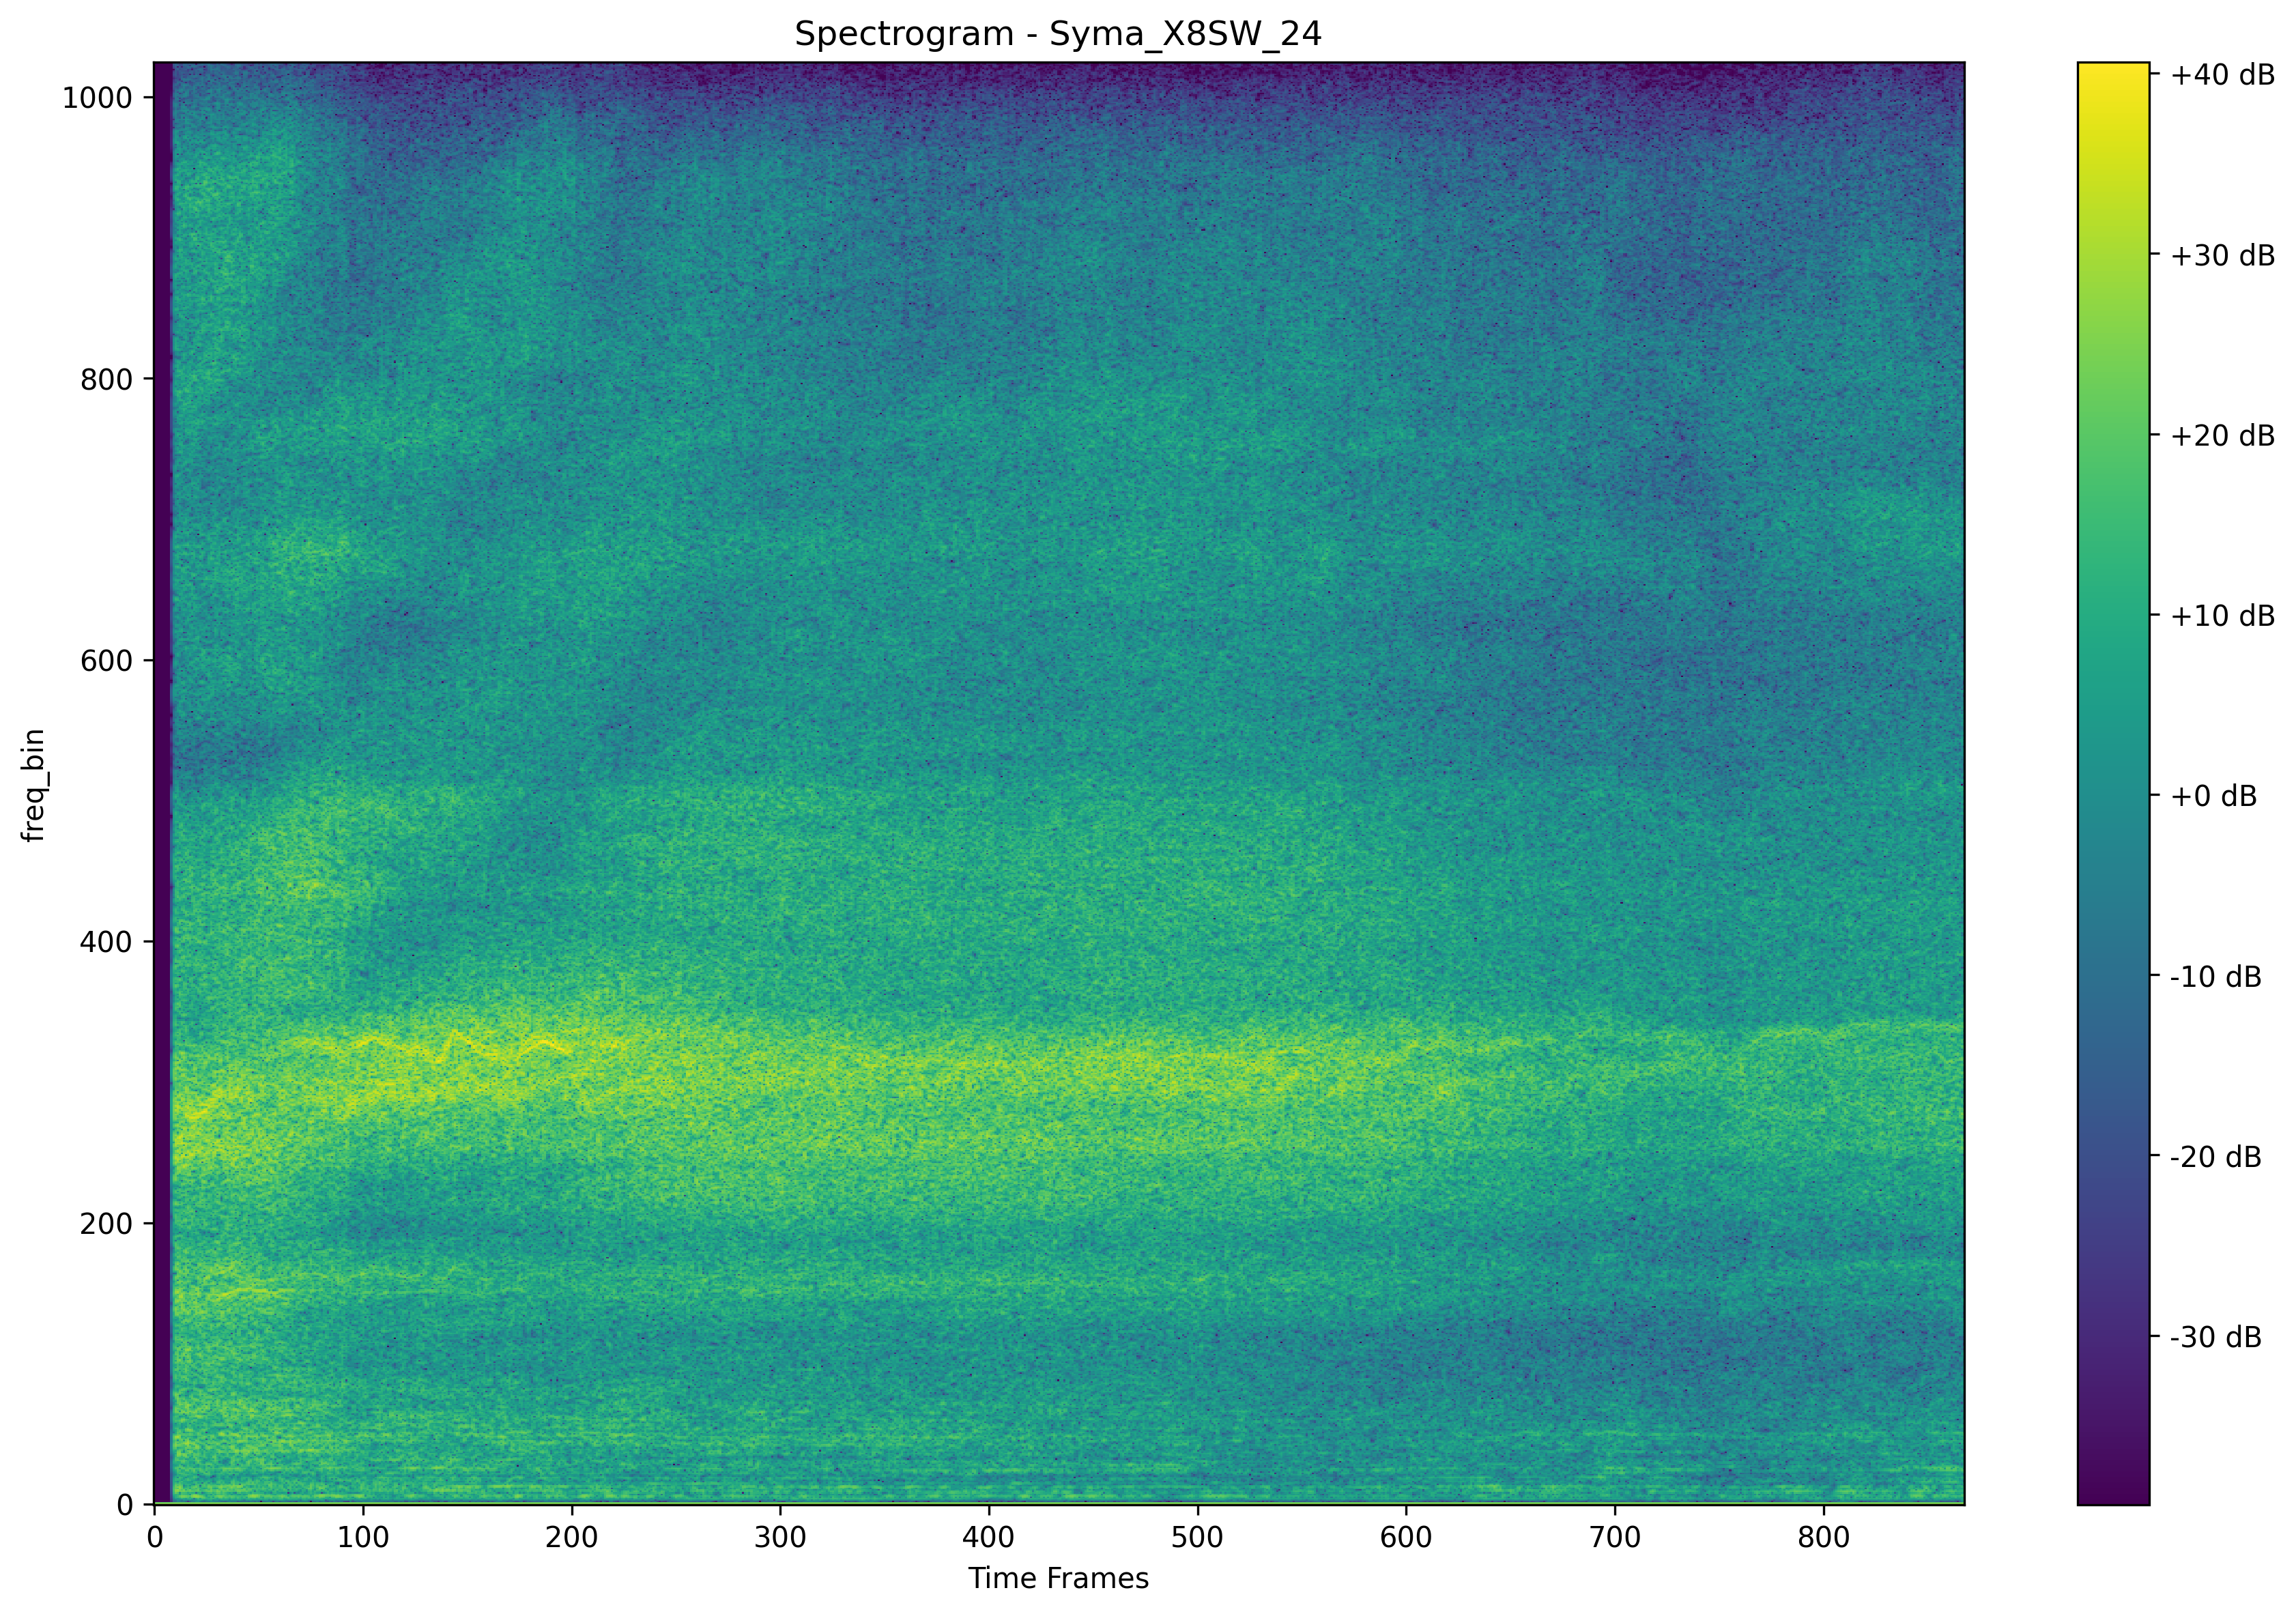 Spectrogram - Syma_X8SW_24
freq_bin
1000
800
600
400
200
0
0 100 200 300 400 500 600 700 800
Time Frames
+40 dB
+30 dB
+20 dB
+10 dB
+0 dB
-10 dB
-20 dB
-30 dB